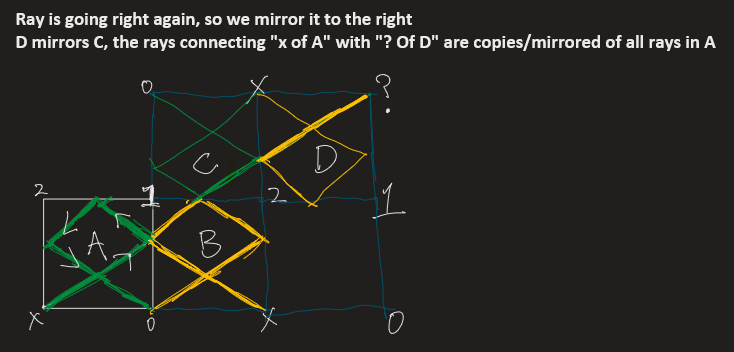 Ray is going right again, so we mirror it to the right
D mirrors C, the rays connecting "x of A" with "? Of D" are copies/mirrored of all rays in A
0 X ?
C D
2 1 2 1
A B
X 0 X 0